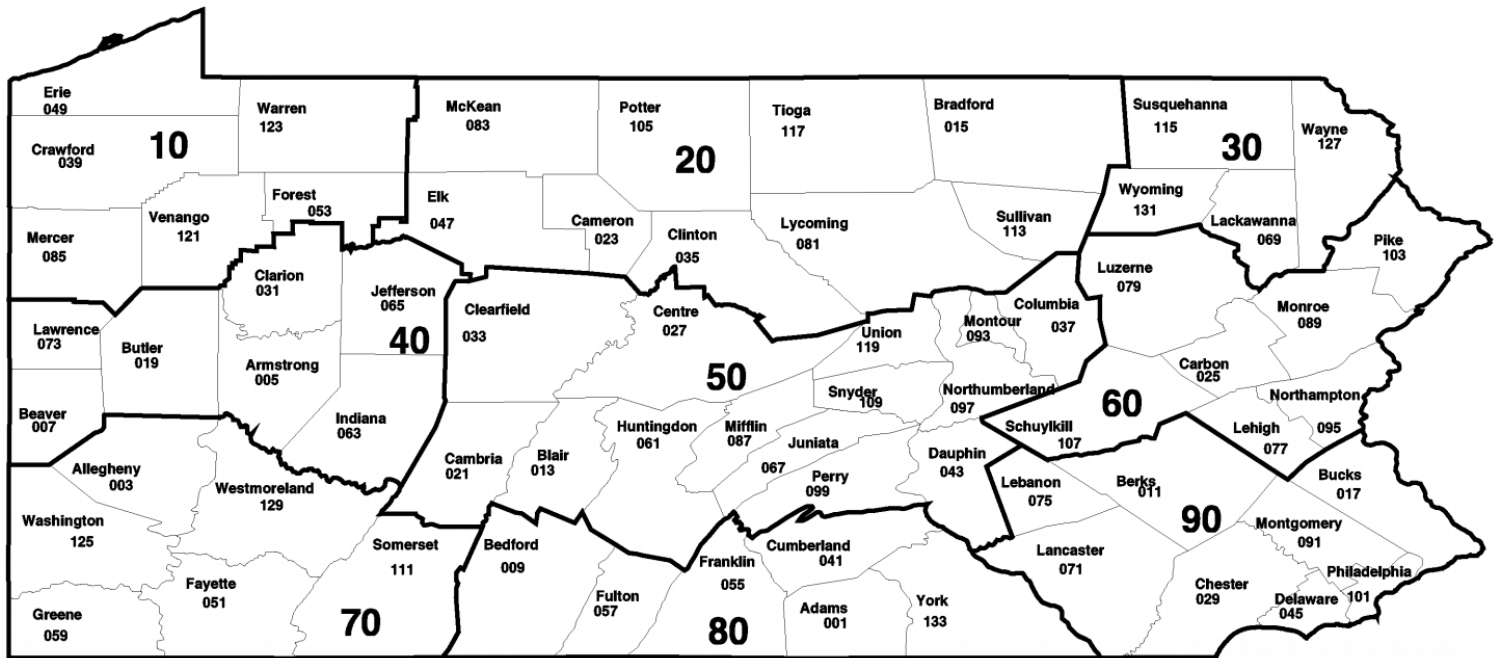 Erie
049
Warren
123
McKean
083
Potter
105
Tioga
117
Bradford
015
Susquehanna
115
Wayne
127
Crawford
039
10
20
30
Forest
053
Elk
047
Venango
121
Mercer
085
Cameron
023
Clinton
035
Lycoming
081
Sullivan
113
Wyoming
131
Lackawanna
069
Pike
103
Clarion
031
Jefferson
065
40
Clearfield
033
Centre
027
Luzerne
079
Monroe
089
Columbia
037
Montour
093
Union
119
Lawrence
073
Butler
019
Armstrong
005
Beaver
007
Indiana
063
50
Snyder
109
Northumberland
097
60
Carbon
025
Northampton
095
Lehigh
077
Schuylkill
107
Huntingdon
061
Mifflin
087
Juniata
067
Perry
099
Dauphin
043
Cambria
021
Blair
013
Allegheny
003
Westmoreland
129
Washington
125
Lebanon
075
Berks
011
Bucks
017
90
Montgomery
091
Somerset
111
Bedford
009
Franklin
055
Cumberland
041
Lancaster
071
Philadelphia
101
Chester
029
Delaware
045
Fayette
051
Greene
059
70
Fulton
057
80
Adams
001
York
133